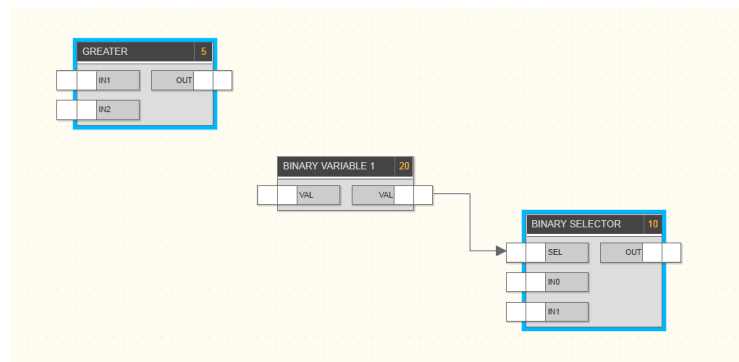 GREATER 5
IN1 OUT
IN2
BINARY VARIABLE 1 20
VAL VAL
BINARY SELECTOR 10
SEL OUT
IN0
IN1